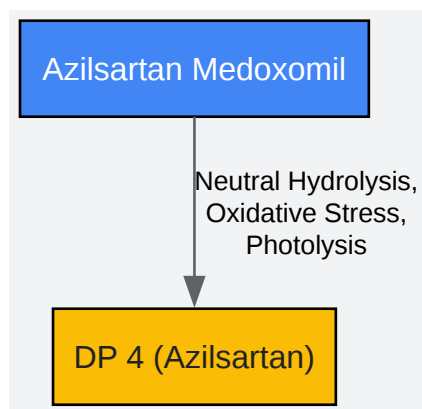 Azilsartan Medoxomil
Neutral Hydrolysis,
Oxidative Stress,
Photolysis
DP 4 (Azilsartan)